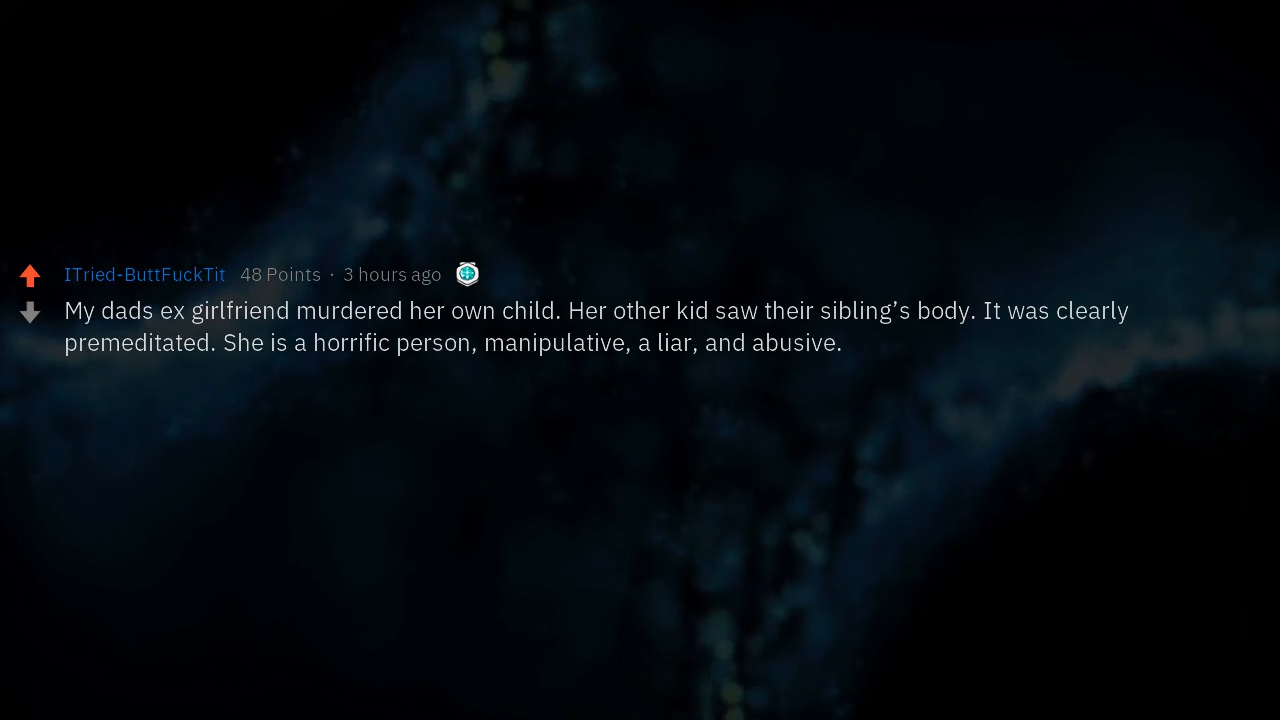 ITried-ButtFuckTit 48 Points · 3 hours ago
My dads ex girlfriend murdered her own child. Her other kid saw their sibling’s body. It was clearly
premeditated. She is a horrific person, manipulative, a liar, and abusive.